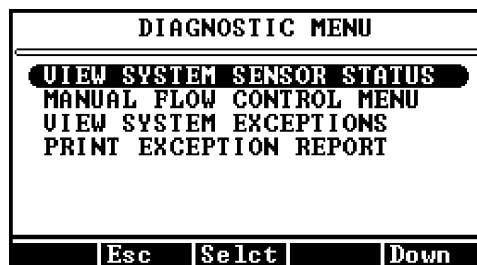 DIAGNOSTIC MENU
VIEW SYSTEM SENSOR STATUS
MANUAL FLOW CONTROL MENU
VIEW SYSTEM EXCEPTIONS
PRINT EXCEPTION REPORT
Esc Selct Down